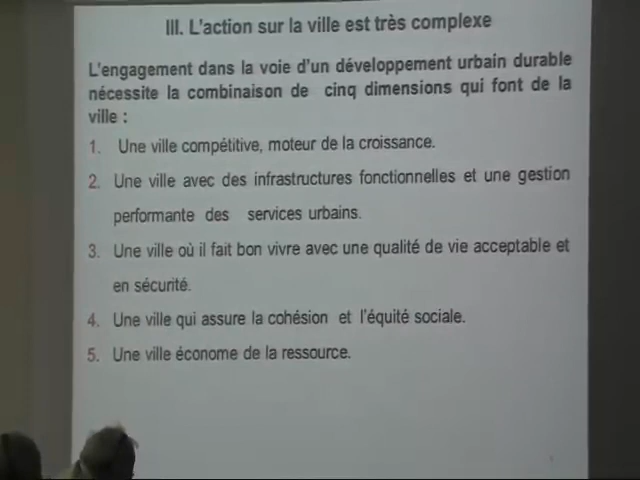 III. L'action sur la ville est très complexe
L'engagement dans la voie d'un développement urbain durable
nécessite la combinaison de cinq dimensions qui font de la
ville :
1. Une ville compétitive, moteur de la croissance.
2. Une ville avec des infrastructures fonctionnelles et une gestion
performante des services urbains.
3. Une ville où il fait bon vivre avec une qualité de vie acceptable et
en sécurité.
4. Une ville qui assure la cohésion et l'équité sociale.
5. Une ville économe de la ressource.